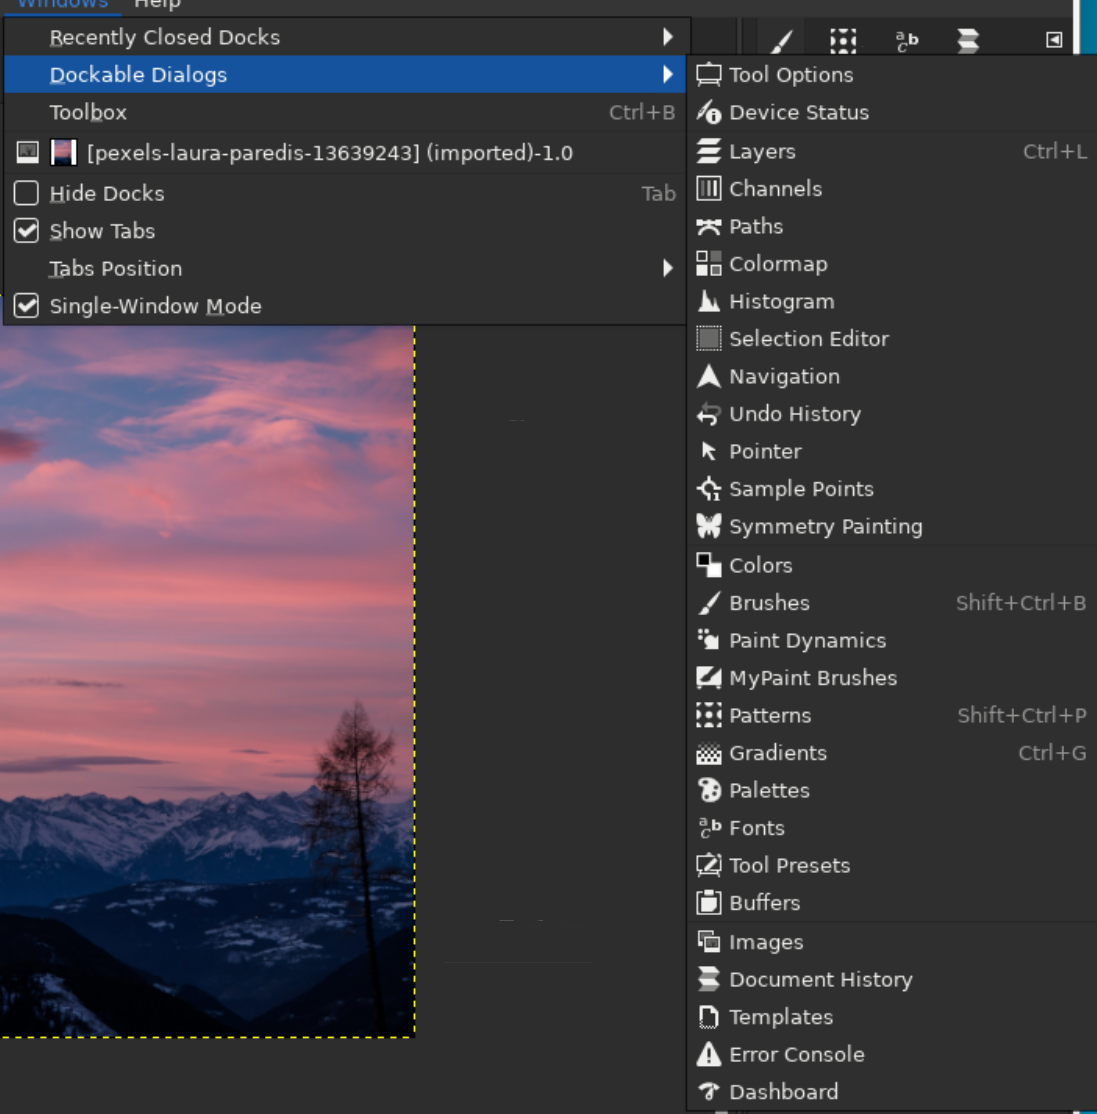 Windows Help
Recently Closed Docks
Dockable Dialogs
Toolbox Ctrl+B
[pexels-laura-paredis-13639243] (imported)-1.0
Hide Docks Tab
Show Tabs
Tabs Position
Single-Window Mode
Tool Options
Device Status
Layers Ctrl+L
Channels
Paths
Colormap
Histogram
Selection Editor
Navigation
Undo History
Pointer
Sample Points
Symmetry Painting
Colors
Brushes Shift+Ctrl+B
Paint Dynamics
MyPaint Brushes
Patterns Shift+Ctrl+P
Gradients Ctrl+G
Palettes
Fonts
Tool Presets
Buffers
Images
Document History
Templates
Error Console
Dashboard